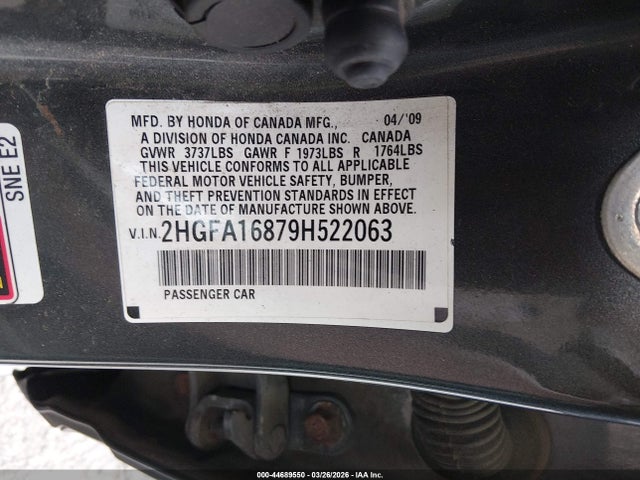 MFD. BY HONDA OF CANADA MFG., 04/'09
A DIVISION OF HONDA CANADA INC. CANADA
GVWR 3737LBS GAWR F 1973LBS R 1764LBS
THIS VEHICLE CONFORMS TO ALL APPLICABLE
FEDERAL MOTOR VEHICLE SAFETY, BUMPER,
AND THEFT PREVENTION STANDARDS IN EFFECT
ON THE DATE OF MANUFACTURE SHOWN ABOVE.
V.I.N. 2HGFA16879H522063
PASSENGER CAR
SNE E2
000-44689550 | 03/26/2026 | IAA Inc.